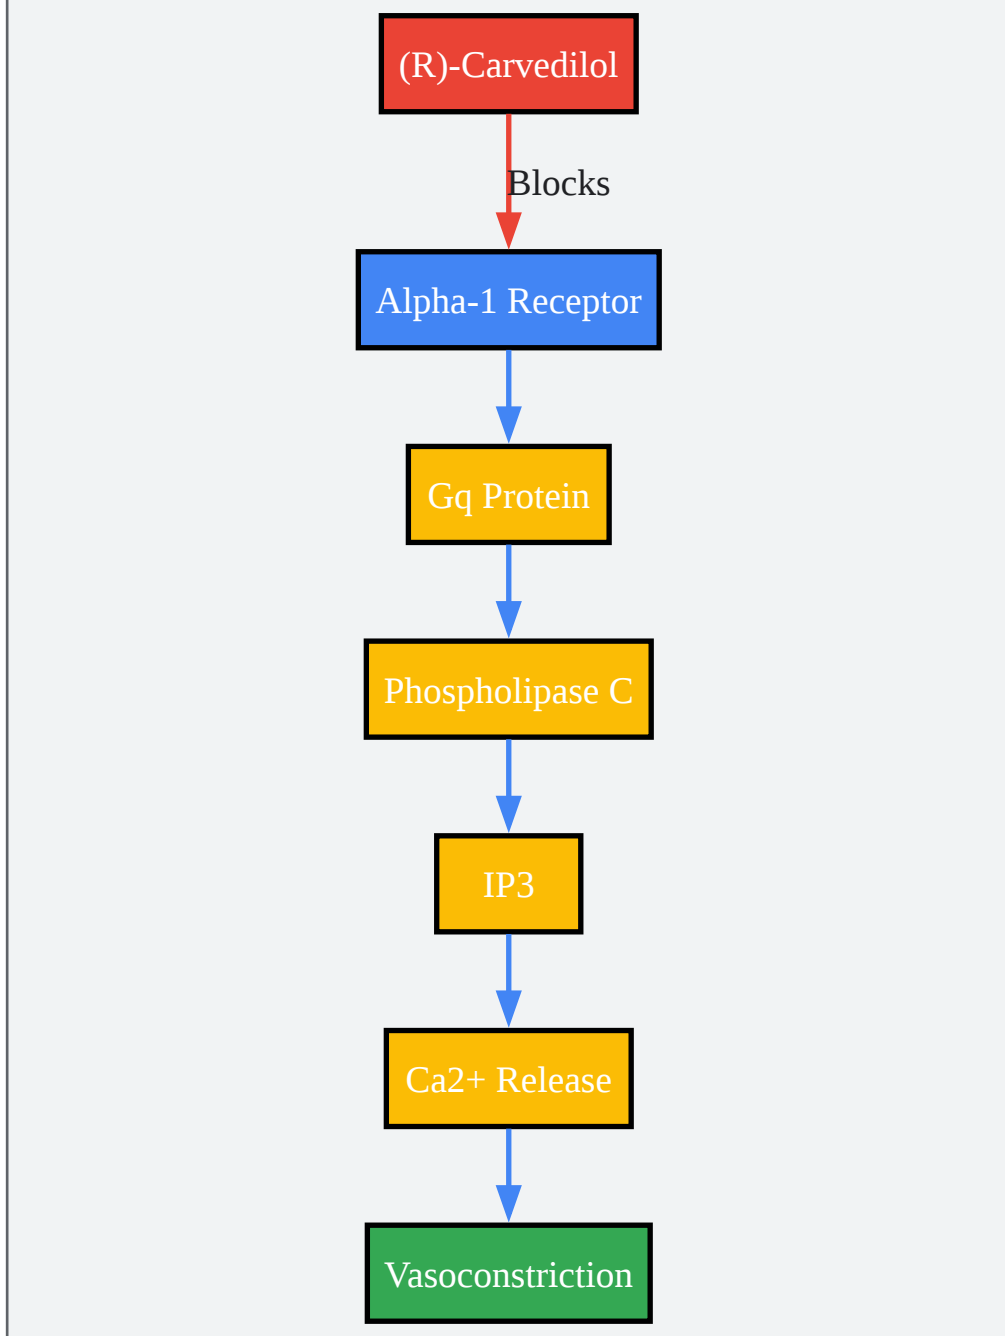 (R)-Carvedilol
Blocks
Alpha-1 Receptor
Gq Protein
Phospholipase C
IP3
Ca2+ Release
Vasoconstriction